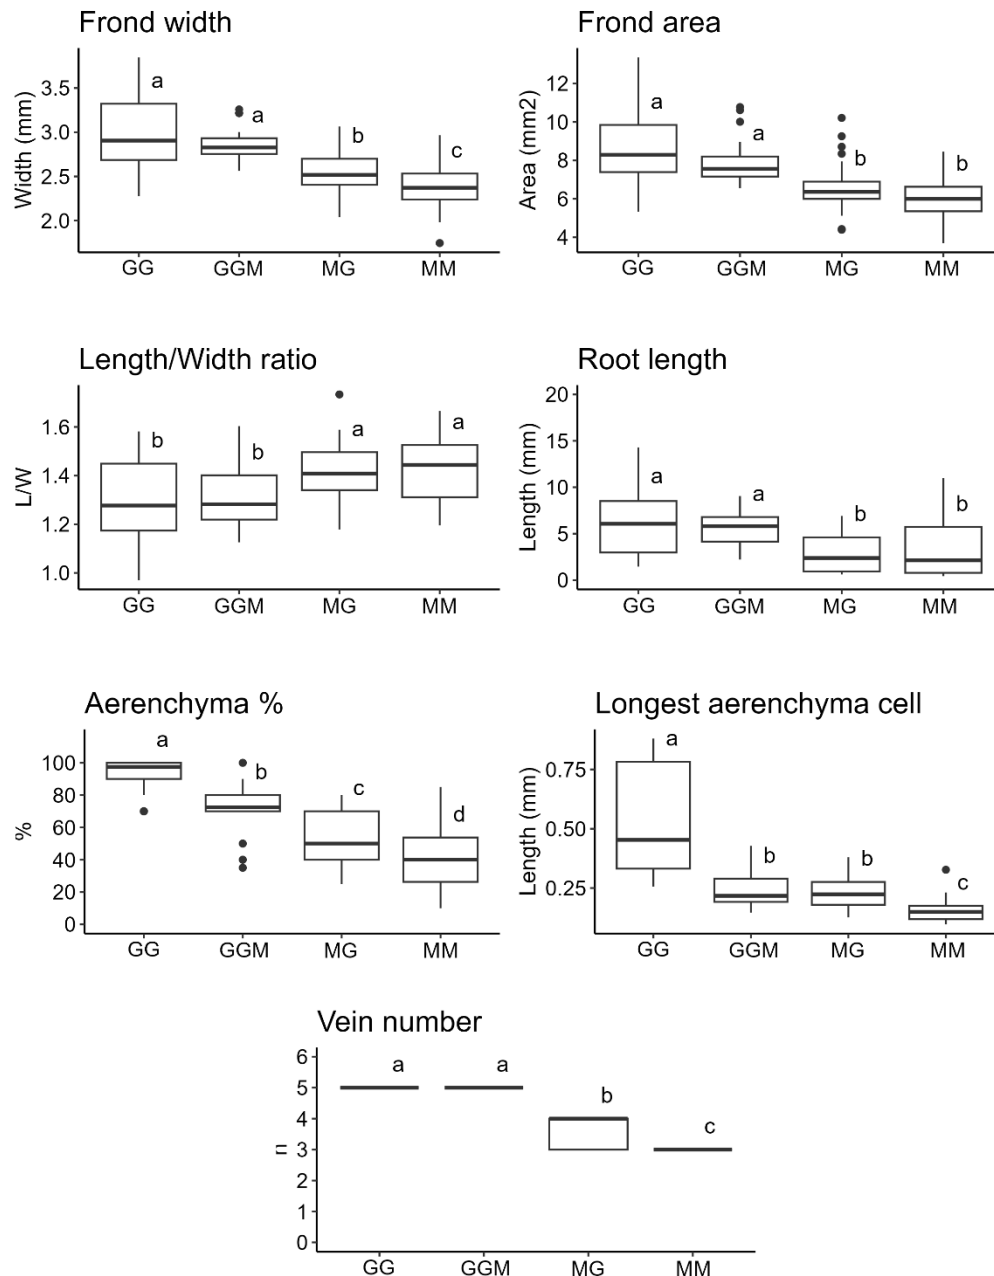 Frond width
Width (mm)
3.5
3.0
2.5
2.0
a
a
b
c
GG GGM MG MM
Frond area
Area (mm2)
12
10
8
6
4
a
a
b
b
GG GGM MG MM
Length/Width ratio
L/W
1.6
1.4
1.2
1.0
b
b
a
a
GG GGM MG MM
Root length
Length (mm)
20
15
10
5
0
a
a
b
b
GG GGM MG MM
Aerenchyma %
%
100
80
60
40
20
0
a
b
c
d
GG GGM MG MM
Longest aerenchyma cell
Length (mm)
0.75
0.50
0.25
a
b
b
c
GG GGM MG MM
Vein number
n
6
5
4
3
2
1
0
a
a
b
c
GG GGM MG MM